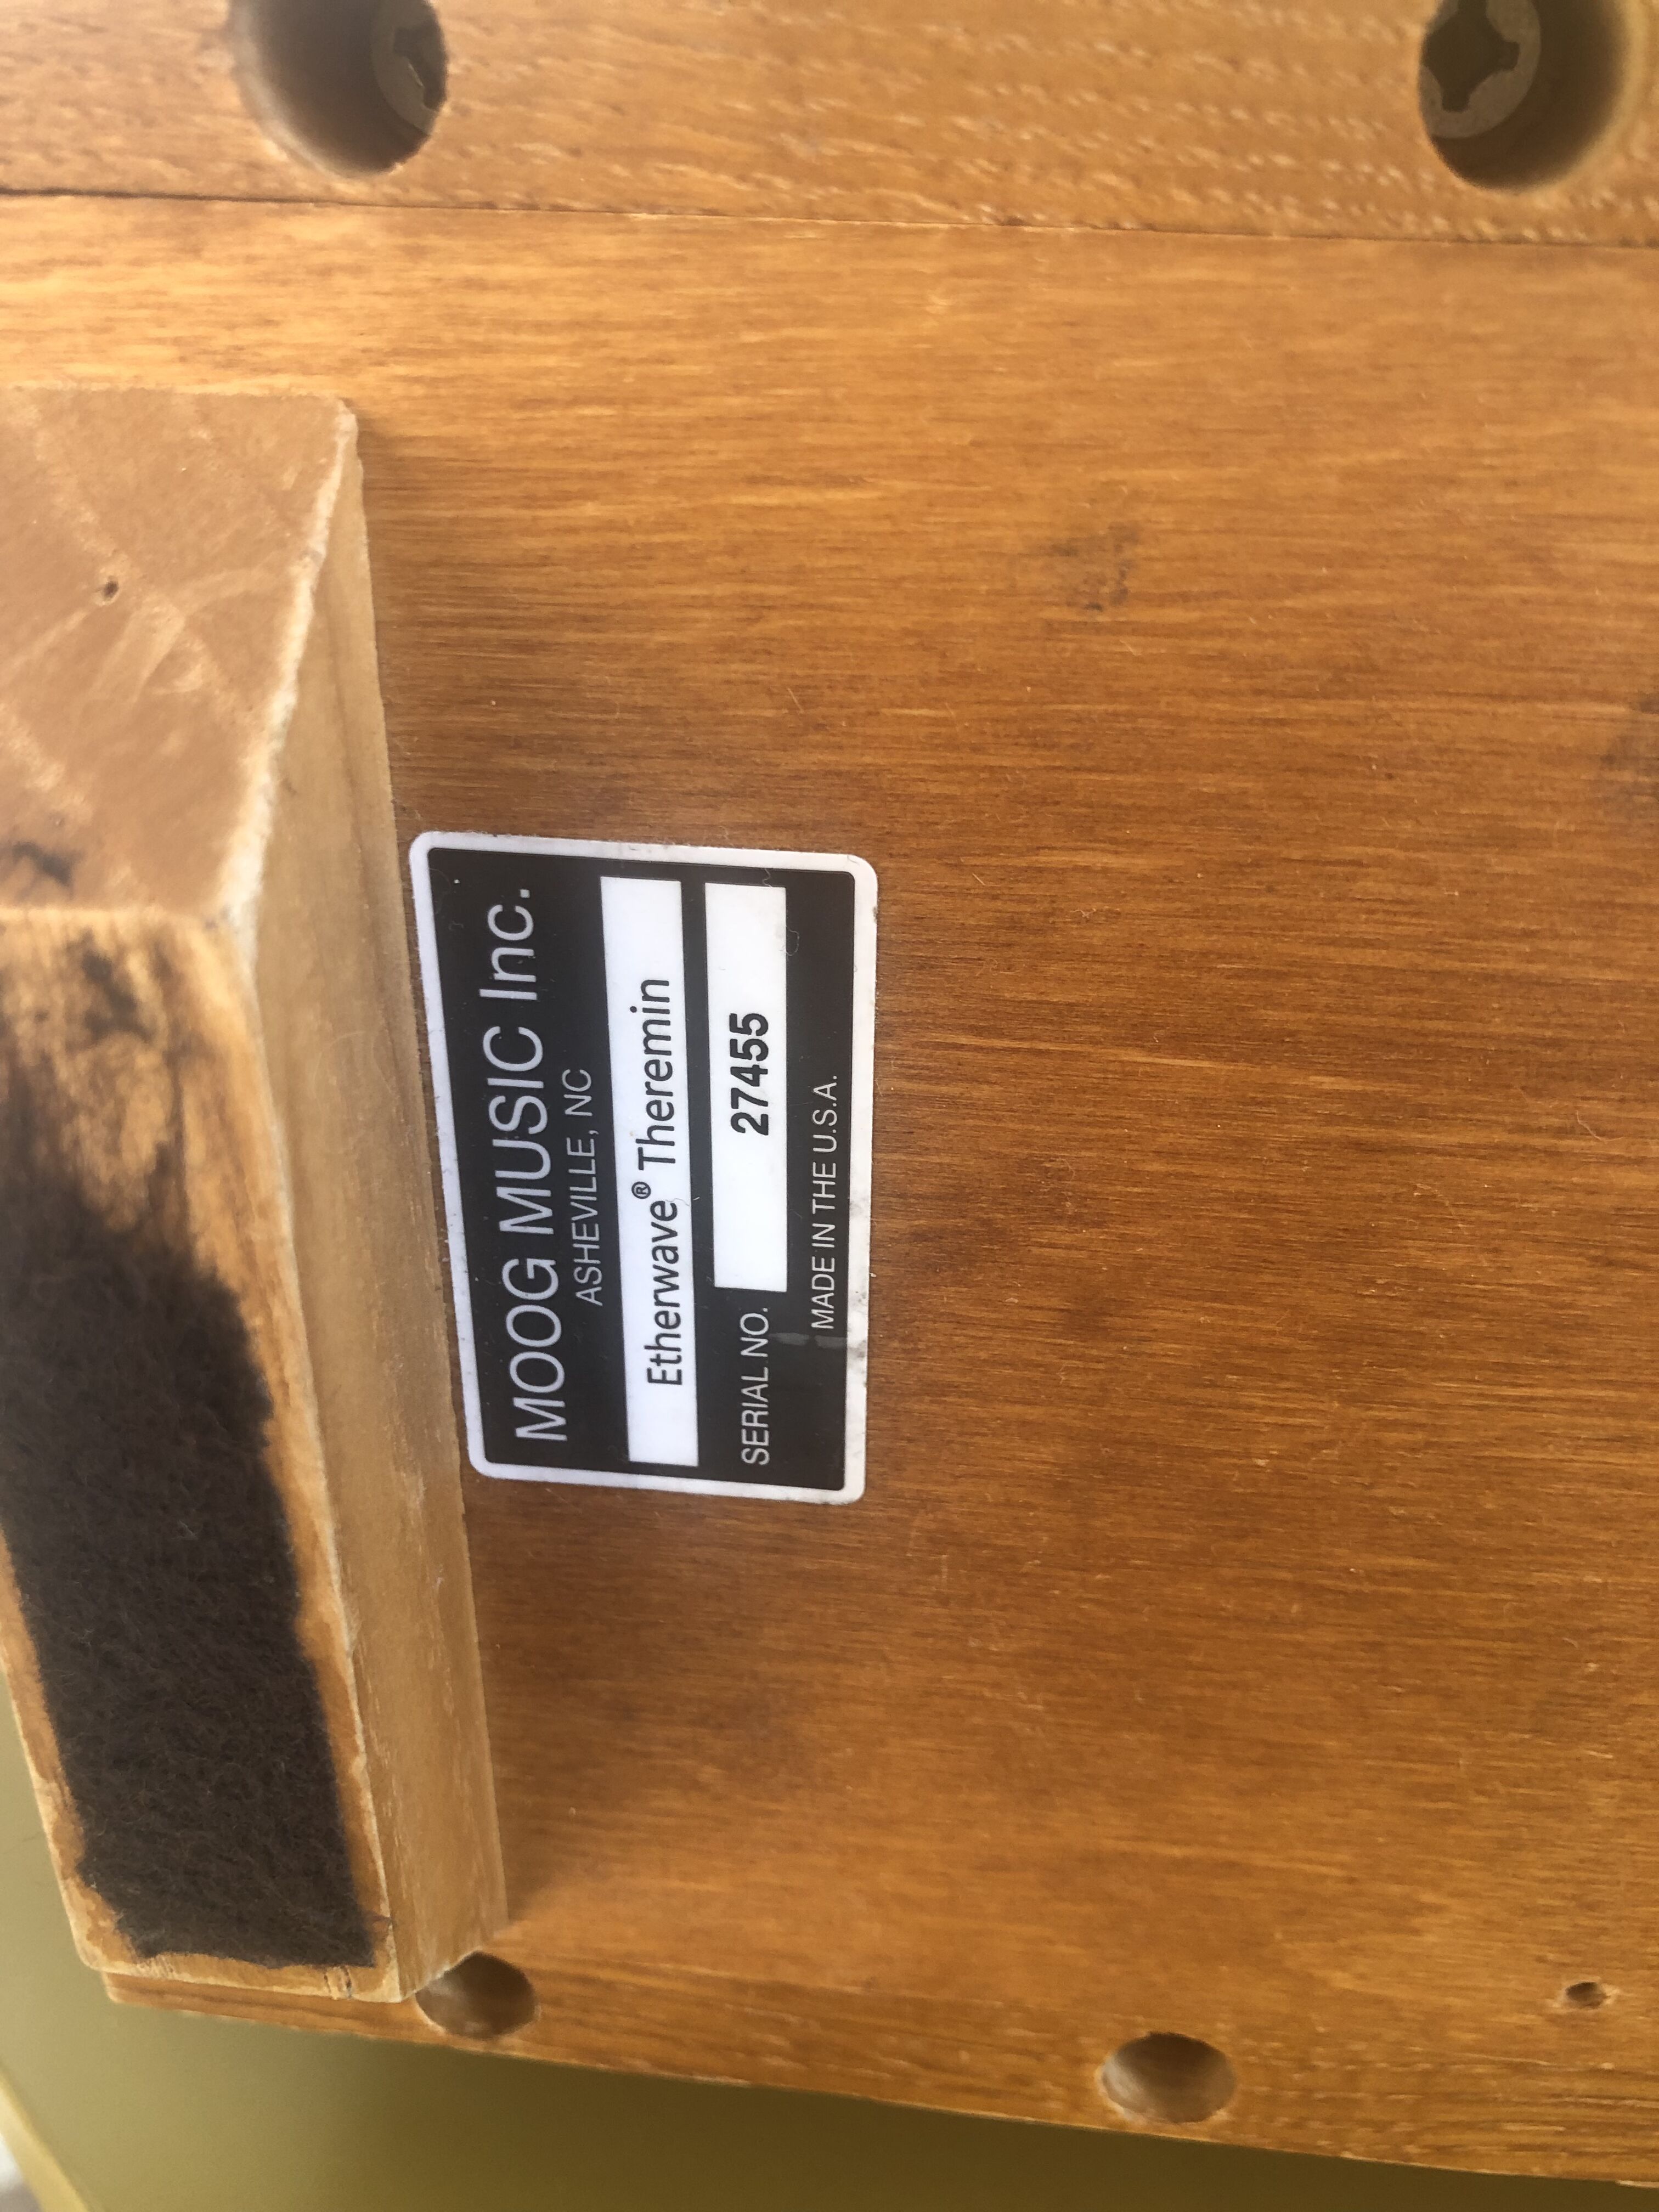 MOOG MUSIC Inc.
ASHEVILLE, NC
Etherwave® Theremin
SERIAL NO. 27455
MADE IN THE U.S.A.